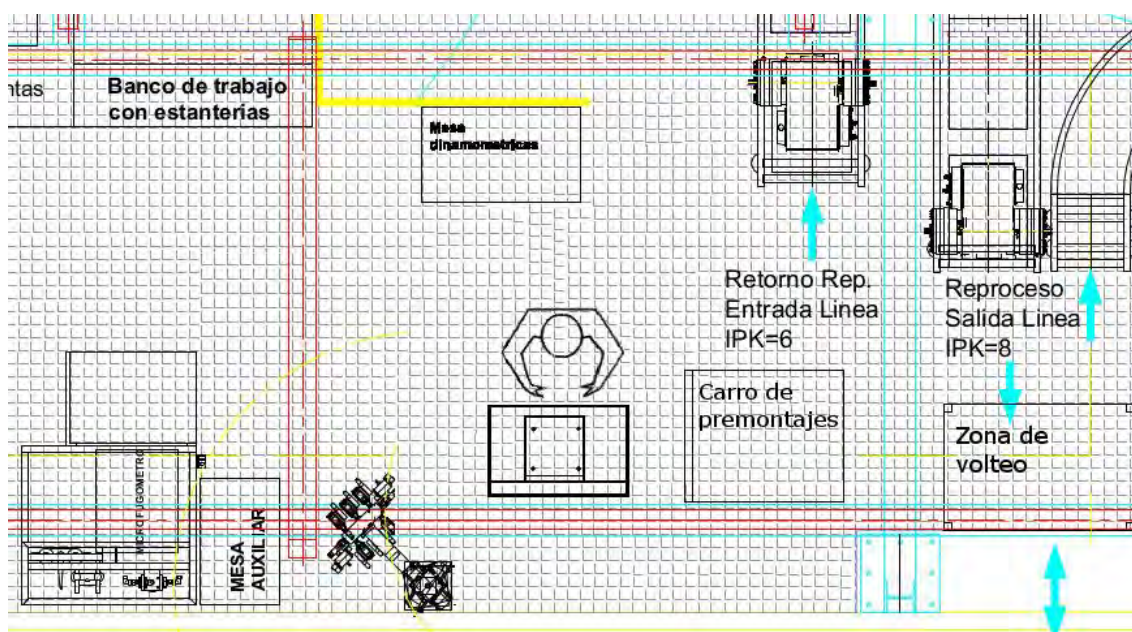 ntas
Banco de trabajo
con estanterías
Mesa
dinamometricas
Retorno Rep.
Entrada Linea
IPK=6
Reproceso
Salida Linea
IPK=8
Carro de
premontajes
Zona de
volteo
MICROFUGOMETRO
MESA
AUXILIAR